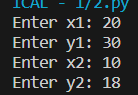 ICAL - 1/2.py
Enter x1: 20
Enter y1: 30
Enter x2: 10
Enter y2: 18